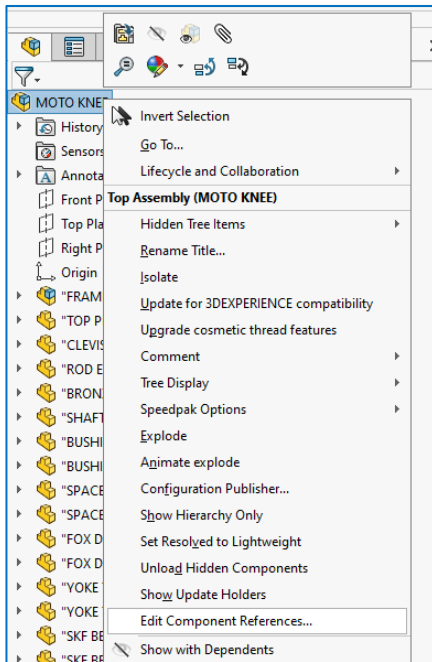 MOTO KNEE
History
Sensors
Annota
Front P
Top Pla
Right P
Origin
"FRAM
"TOP P
"CLEVIS
"ROD E
"BRON
"SHAFT
"BUSHI
"BUSHI
"SPACE
"SPACE
"FOX D
"FOX D
"YOKE
"YOKE
"SKF BE
"SKF BE
Invert Selection
Go To...
Lifecycle and Collaboration
Top Assembly (MOTO KNEE)
Hidden Tree Items
Rename Title...
Isolate
Update for 3DEXPERIENCE compatibility
Upgrade cosmetic thread features
Comment
Tree Display
Speedpak Options
Explode
Animate explode
Configuration Publisher...
Show Hierarchy Only
Set Resolved to Lightweight
Unload Hidden Components
Show Update Holders
Edit Component References...
Show with Dependents